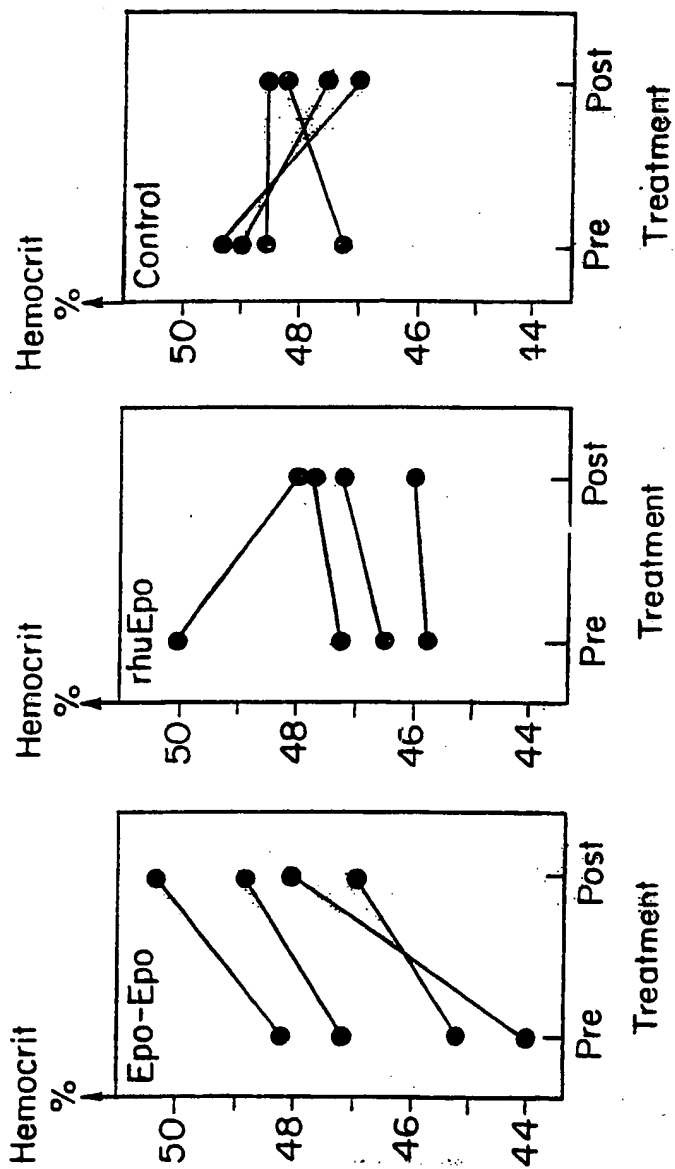 Hemocrit
%
Epo-Epo
50
48
46
44
Pre
Post
Treatment
Hemocrit
%
rhuEpo
50
48
46
44
Pre
Post
Treatment
Hemocrit
%
Control
50
48
46
44
Pre
Post
Treatment